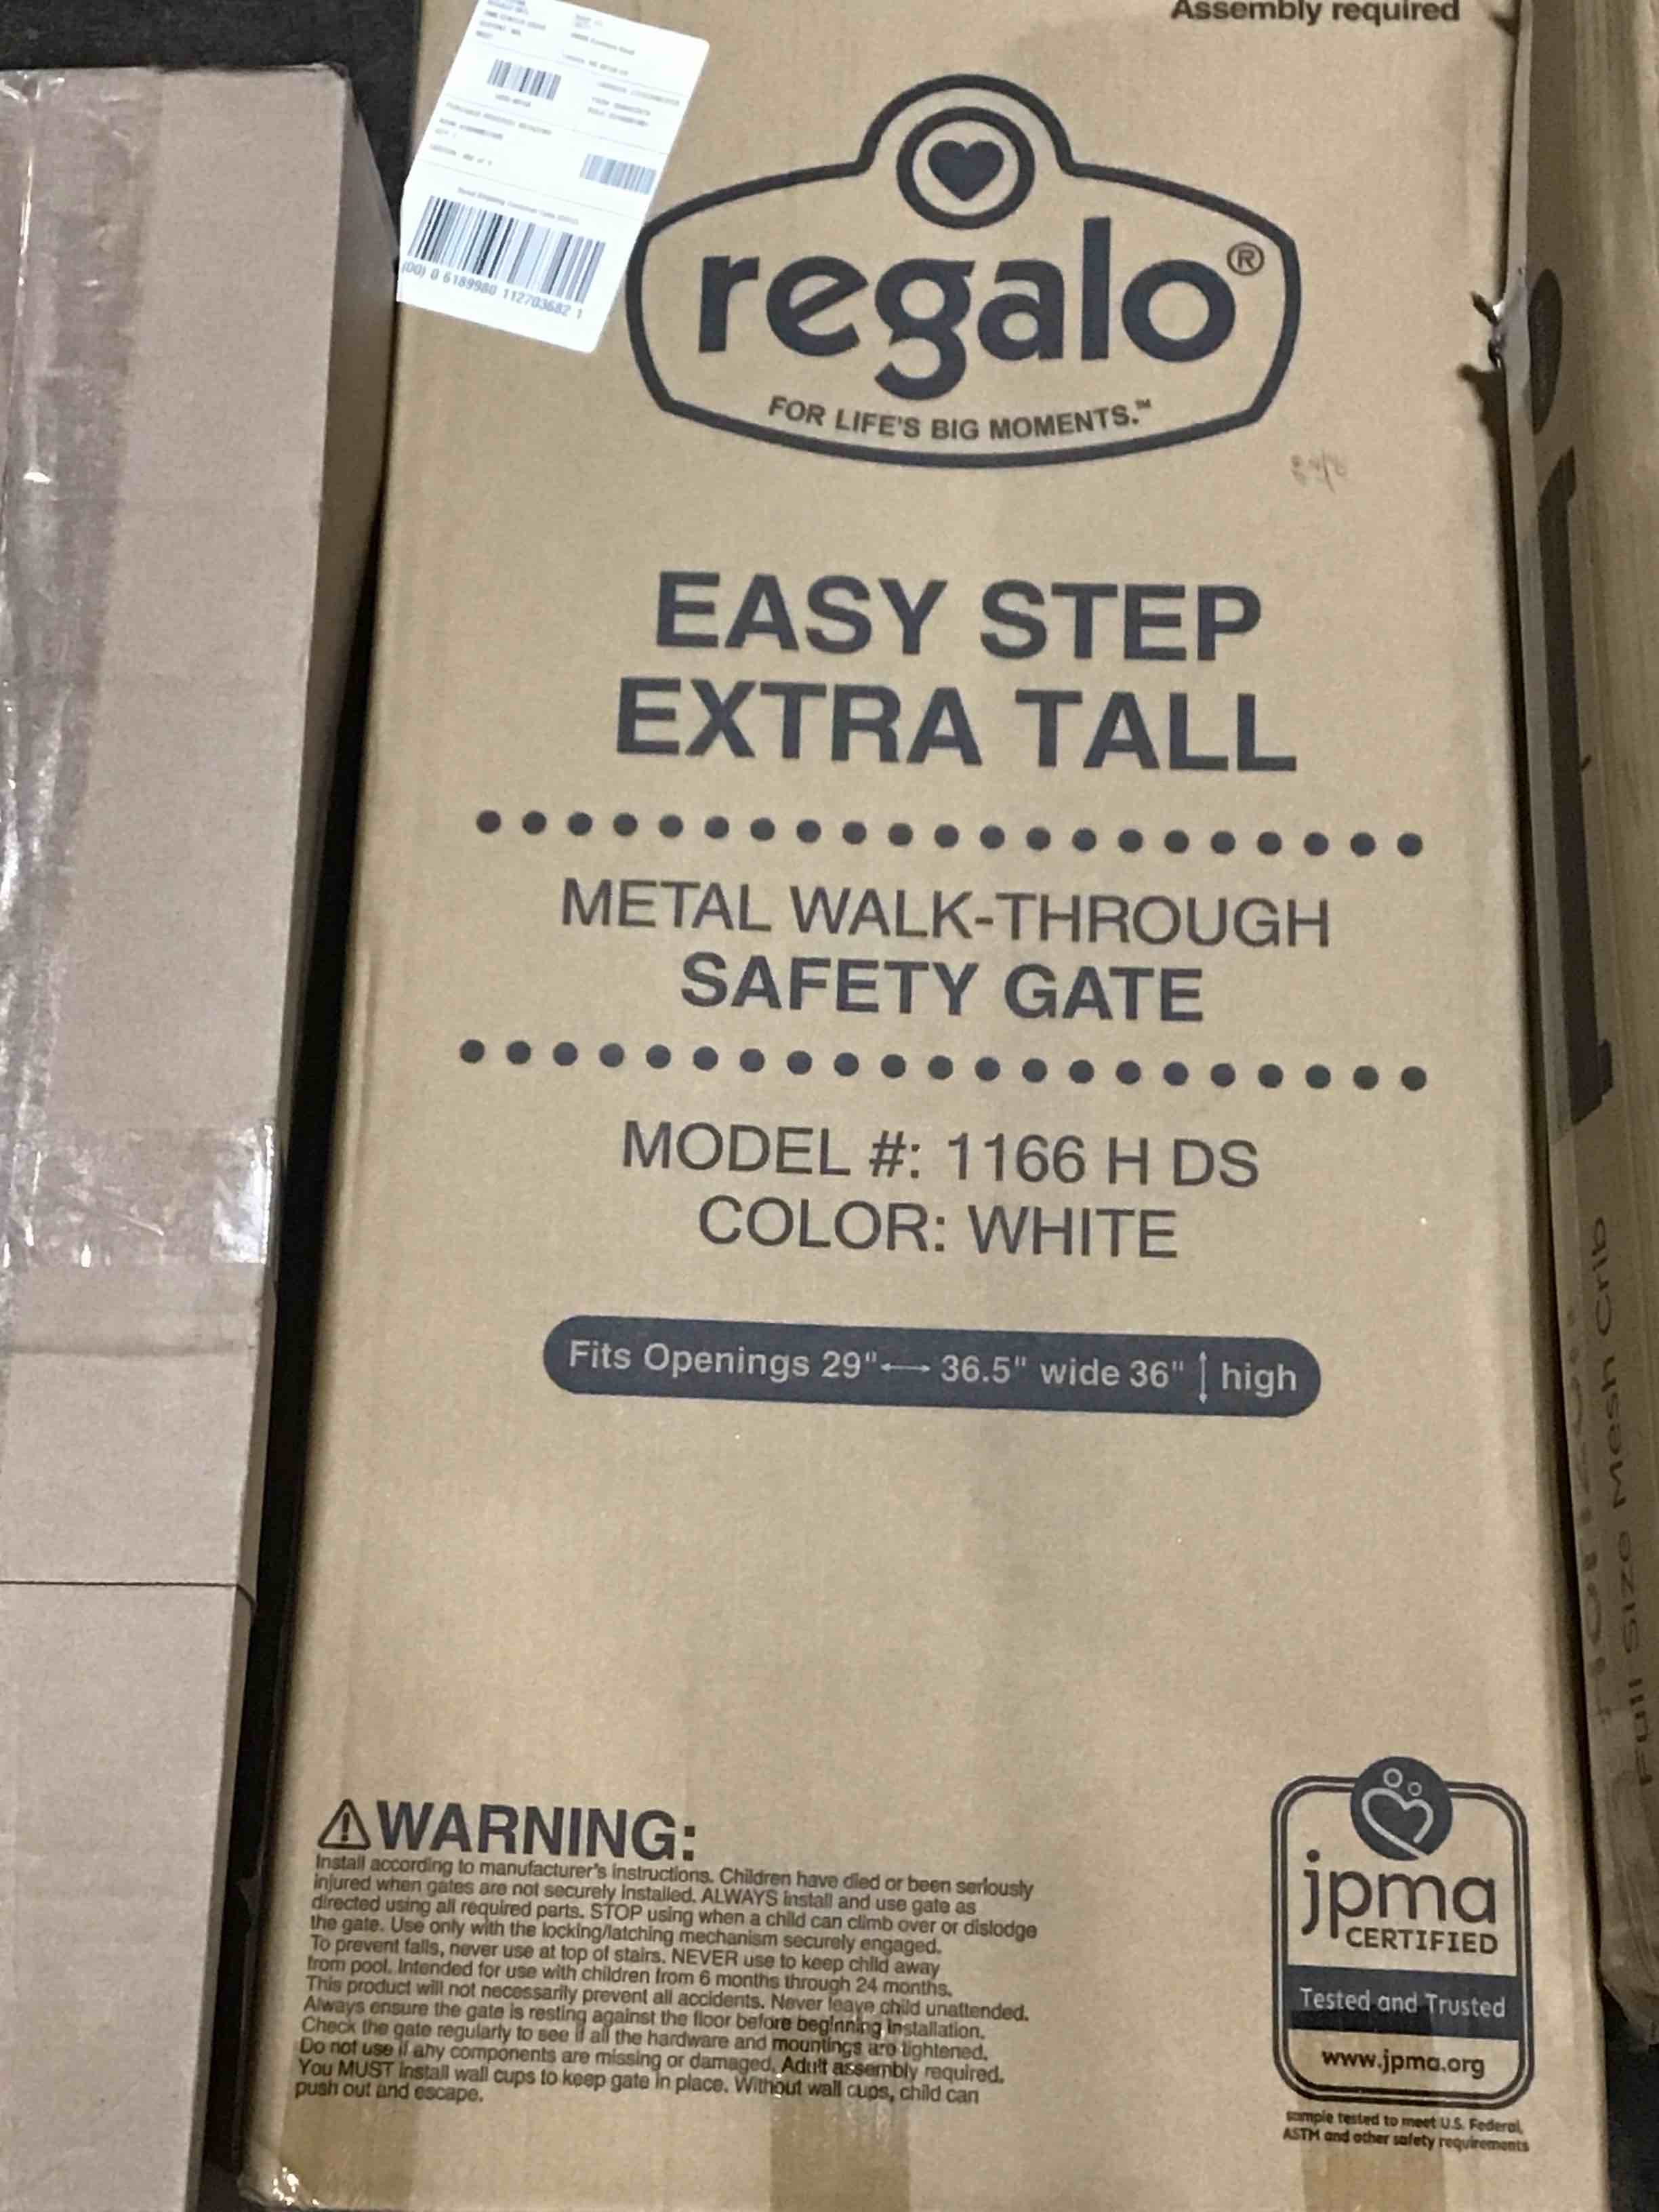 Assembly required
(00) 0 6189980 112703682 1
regalo®
FOR LIFE'S BIG MOMENTS.™
EASY STEP
EXTRA TALL
METAL WALK-THROUGH
SAFETY GATE
MODEL #: 1166 H DS
COLOR: WHITE
Fits Openings 29"⟷36.5" wide 36"↕high
⚠WARNING:
Install according to manufacturer's instructions. Children have died or been seriously
injured when gates are not securely installed. ALWAYS install and use gate as
directed using all required parts. STOP using when a child can climb over or dislodge
the gate. Use only with the locking/latching mechanism securely engaged.
To prevent falls, never use at top of stairs. NEVER use to keep child away
from pool. Intended for use with children from 6 months through 24 months.
This product will not necessarily prevent all accidents. Never leave child unattended.
Always ensure the gate is resting against the floor before beginning installation.
Check the gate regularly to see if all the hardware and mountings are tightened.
Do not use if any components are missing or damaged. Adult assembly required.
You MUST install wall cups to keep gate in place. Without wall cups, child can
push out and escape.
jpma
CERTIFIED
Tested and Trusted
www.jpma.org
sample tested to meet U.S. Federal,
ASTM and other safety requirements
Full Size Mesh Crib